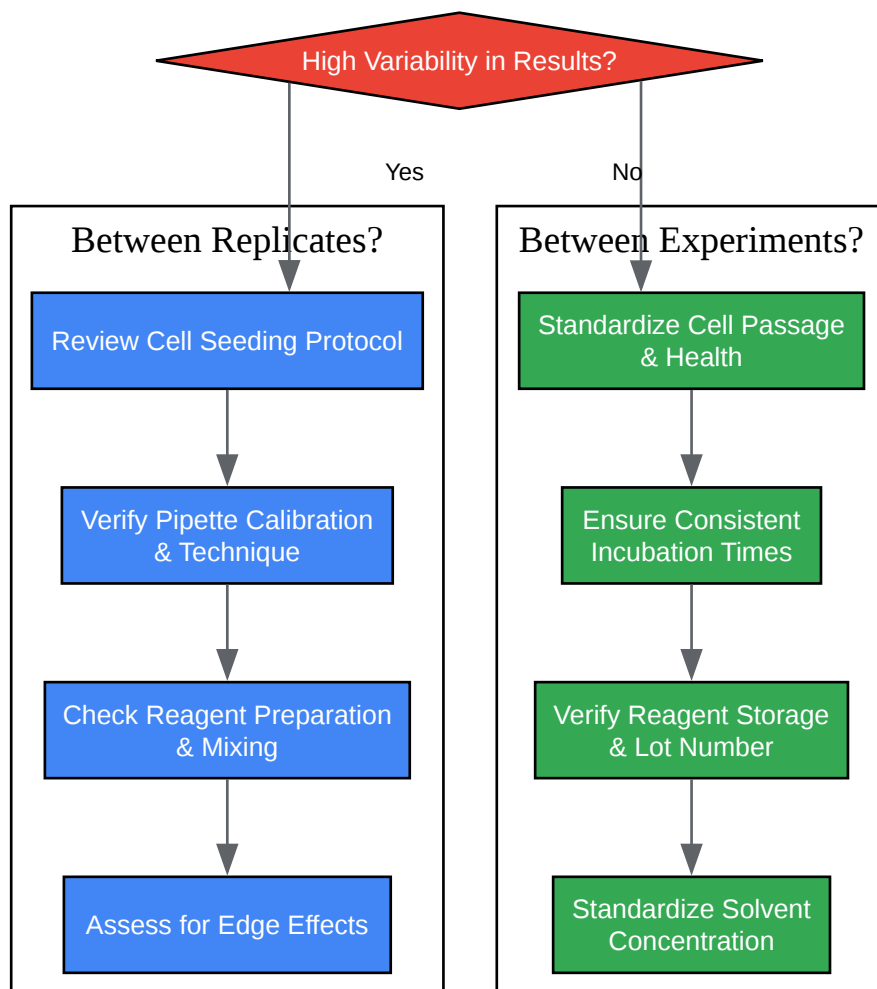 High Variability in Results?
Yes
No
Between Replicates?
Between Experiments?
Review Cell Seeding Protocol
Standardize Cell Passage
& Health
Verify Pipette Calibration
& Technique
Ensure Consistent
Incubation Times
Check Reagent Preparation
& Mixing
Verify Reagent Storage
& Lot Number
Assess for Edge Effects
Standardize Solvent
Concentration